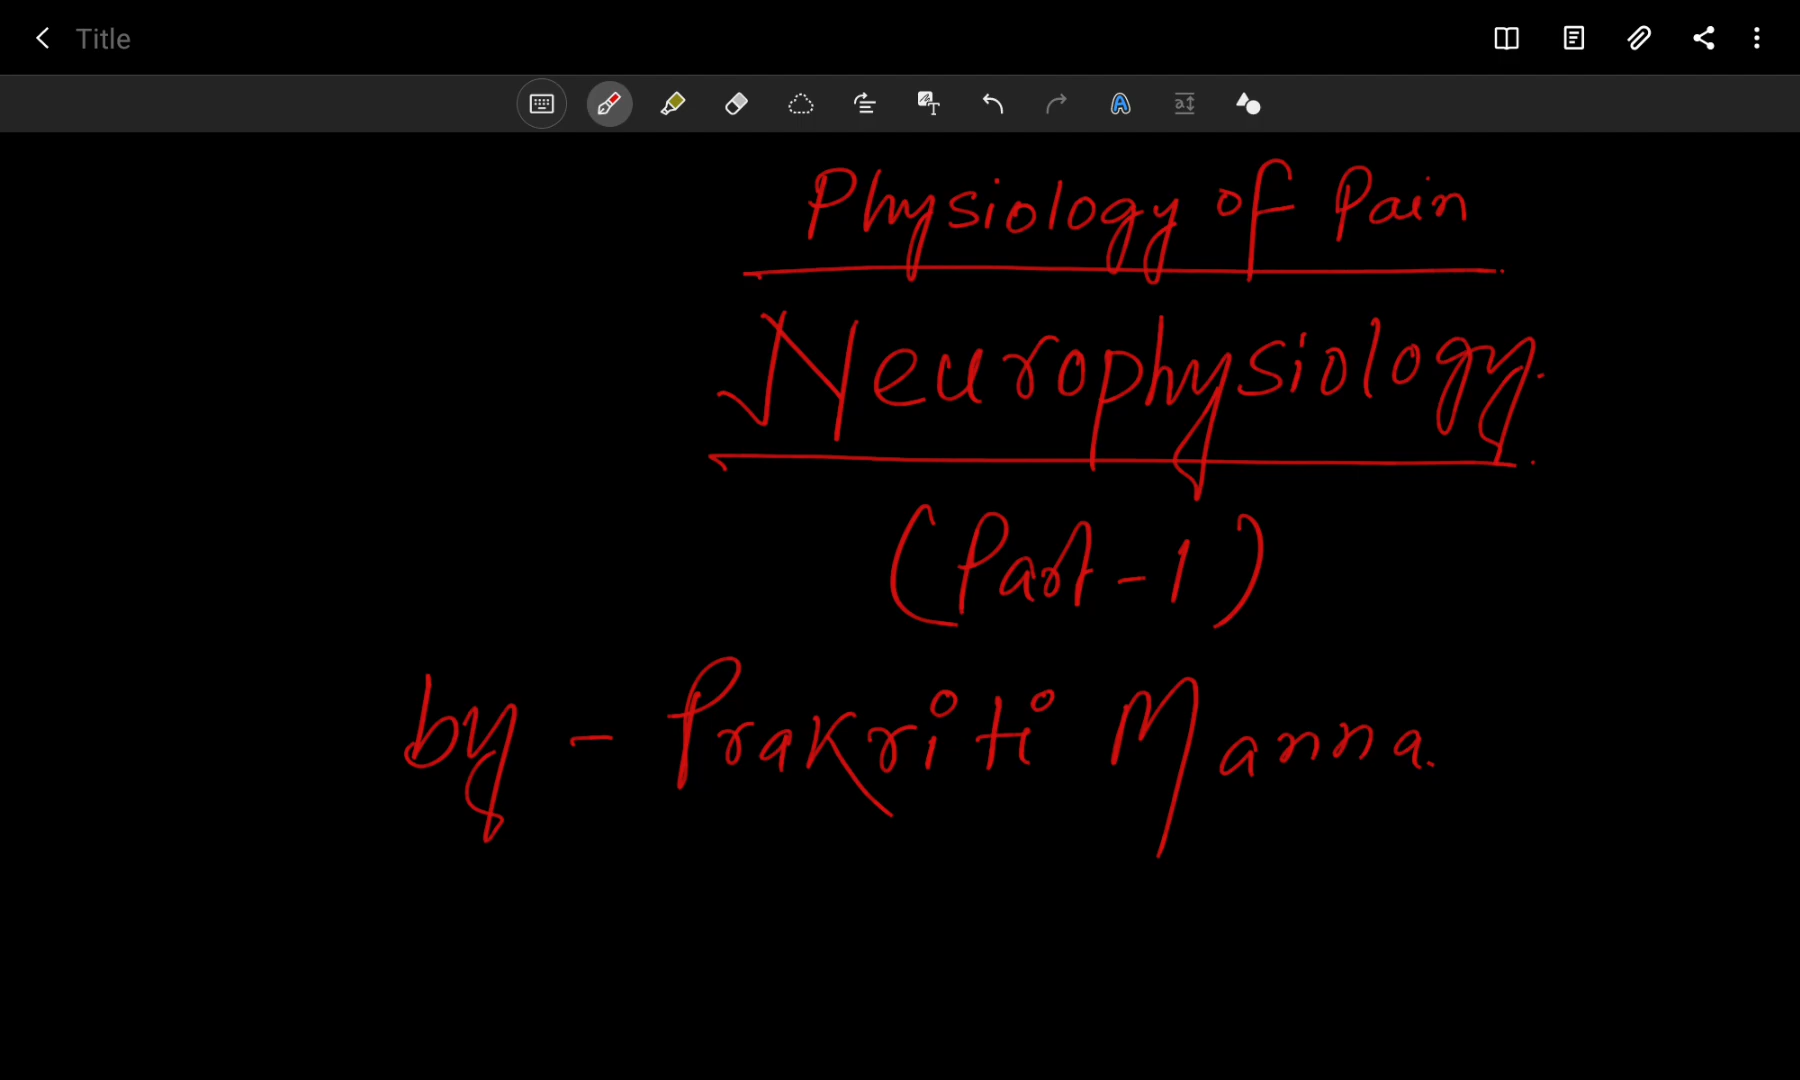 Title
Physiology of Pain
Neurophysiology.
(Part-1)
by - Prakriti Manna.